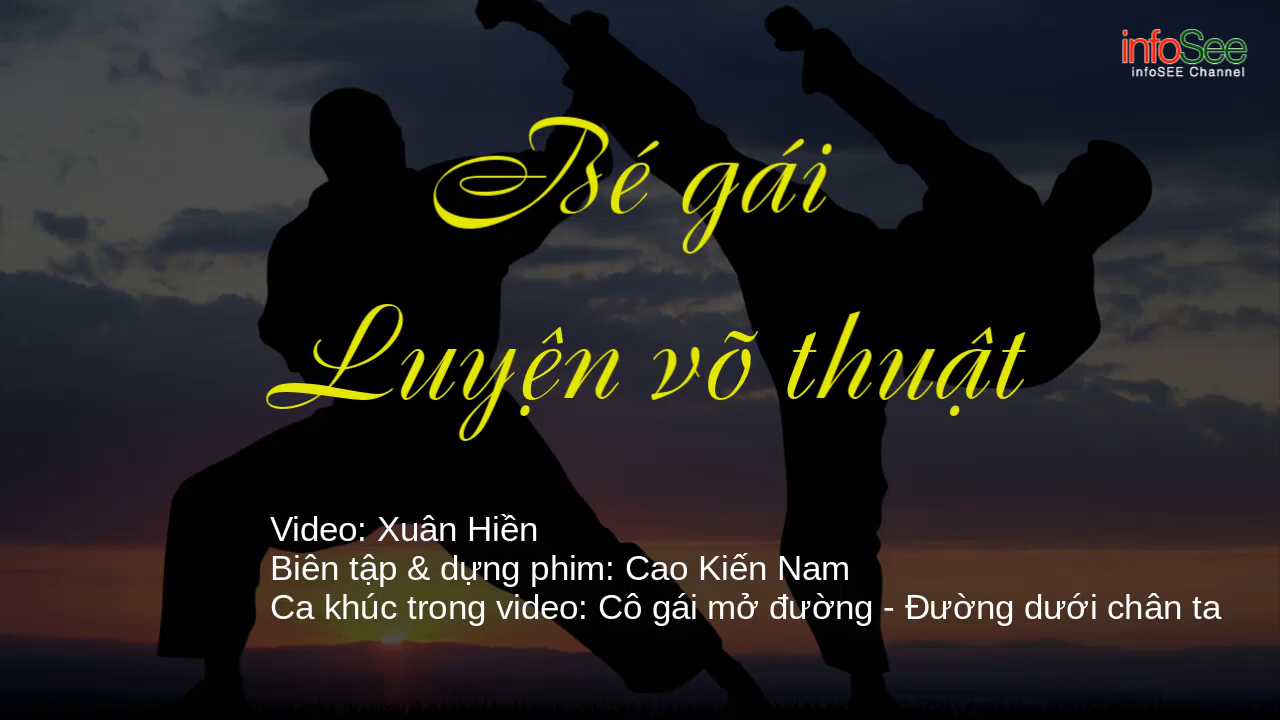 infoSee
infoSEE Channel
Bé gái
Luyện võ thuật
Video: Xuân Hiền
Biên tập & dựng phim: Cao Kiến Nam
Ca khúc trong video: Cô gái mở đường - Đường dưới chân ta